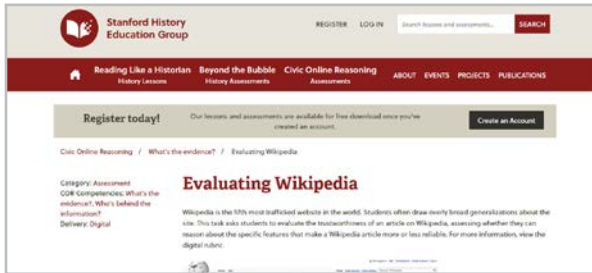 Stanford History
Education Group
REGISTER LOG IN Search lessons and assessments... SEARCH
Reading Like a Historian Beyond the Bubble Civic Online Reasoning ABOUT EVENTS PROJECTS PUBLICATIONS
History Lessons History Assessments Assessments
Register today! Our lessons and assessments are available for free download once you've
created an account. Create an Account
Civic Online Reasoning / What's the evidence? / Evaluating Wikipedia
Category: Assessment
COR Competencies: What's the
evidence?, Who's behind the
information?
Delivery: Digital
Evaluating Wikipedia
Wikipedia is the fifth most trafficked website in the world. Students often draw overly broad generalizations about the
site. This task asks students to evaluate the trustworthiness of an article on Wikipedia, assessing whether they can
reason about the specific features that make a Wikipedia article more or less reliable. For more information, view the
digital rubric.